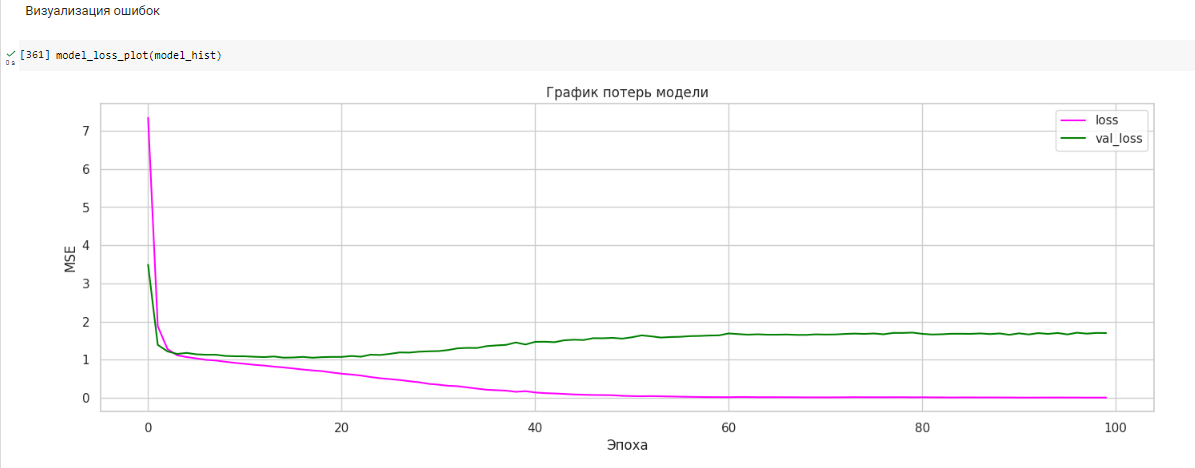 Визуализация ошибок
[361] model_loss_plot(model_hist)
0 s
График потерь модели
loss
val_loss
7
6
5
4
3
2
1
0
MSE
0 20 40 60 80 100
Эпоха